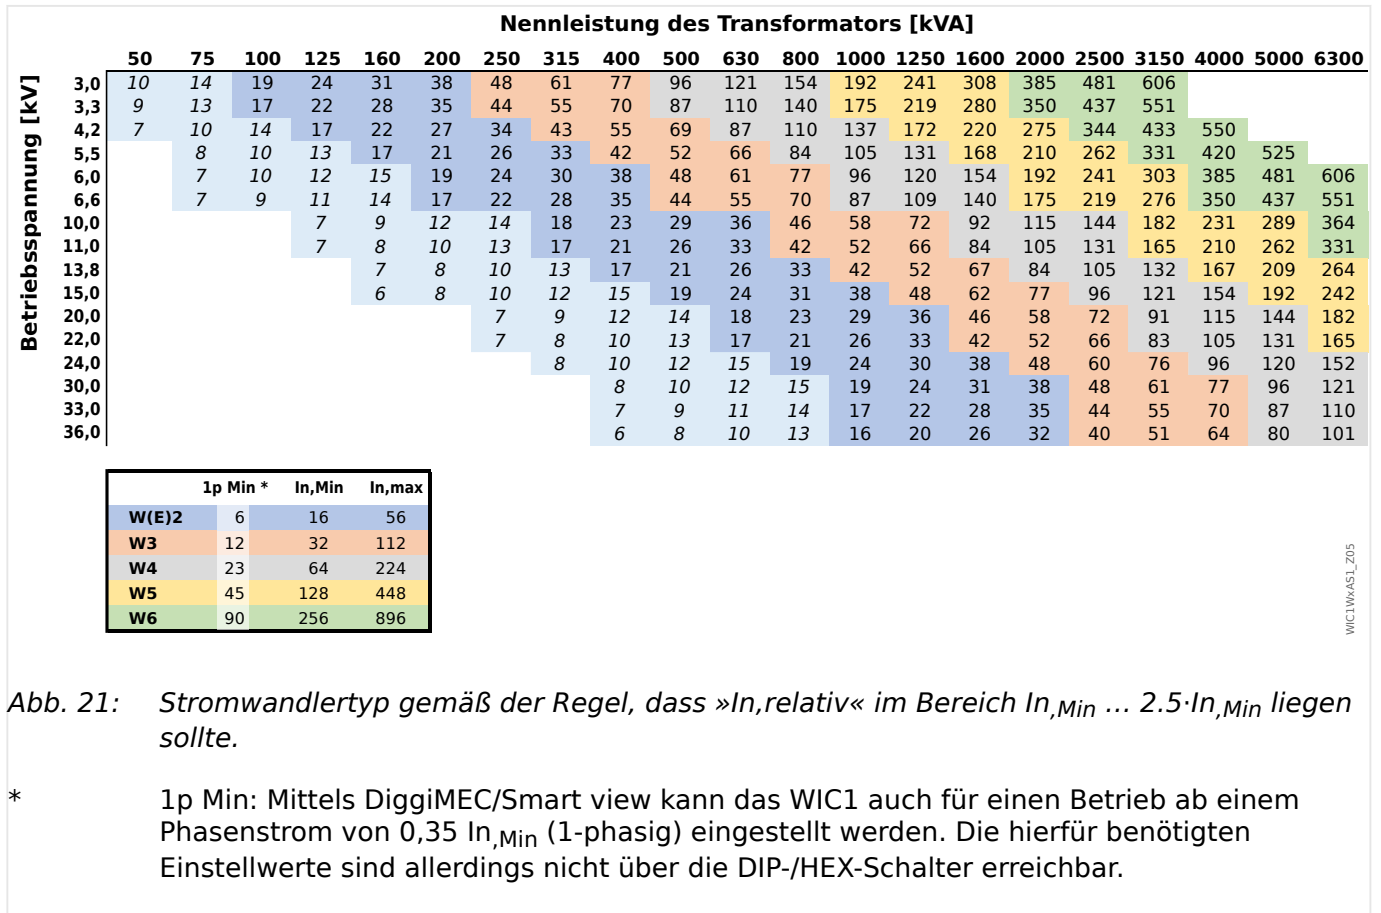 Nennleistung des Transformators [kVA]
50 75 100 125 160 200 250 315 400 500 630 800 1000 1250 1600 2000 2500 3150 4000 5000 6300
Betriebsspannung [kV]
3,0 10 14 19 24 31 38 48 61 77 96 121 154 192 241 308 385 481 606
3,3 9 13 17 22 28 35 44 55 70 87 110 140 175 219 280 350 437 551
4,2 7 10 14 17 22 27 34 43 55 69 87 110 137 172 220 275 344 433 550
5,5 8 10 13 17 21 26 33 42 52 66 84 105 131 168 210 262 331 420 525
6,0 7 10 12 15 19 24 30 38 48 61 77 96 120 154 192 241 303 385 481 606
6,6 7 9 11 14 17 22 28 35 44 55 70 87 109 140 175 219 276 350 437 551
10,0 7 9 12 14 18 23 29 36 46 58 72 92 115 144 182 231 289 364
11,0 7 8 10 13 17 21 26 33 42 52 66 84 105 131 165 210 262 331
13,8 7 8 10 13 17 21 26 33 42 52 67 84 105 132 167 209 264
15,0 6 8 10 12 15 19 24 31 38 48 62 77 96 121 154 192 242
20,0 7 9 12 14 18 23 29 36 46 58 72 91 115 144 182
22,0 7 8 10 13 17 21 26 33 42 52 66 83 105 131 165
24,0 8 10 12 15 19 24 30 38 48 60 76 96 120 152
30,0 8 10 12 15 19 24 31 38 48 61 77 96 121
33,0 7 9 11 14 17 22 28 35 44 55 70 87 110
36,0 6 8 10 13 16 20 26 32 40 51 64 80 101
1p Min * In,Min In,max
W(E)2 6 16 56
W3 12 32 112
W4 23 64 224
W5 45 128 448
W6 90 256 896
WIC1WxAS1_Z05
Abb. 21: Stromwandlertyp gemäß der Regel, dass »In,relativ« im Bereich In,Min … 2.5·In,Min liegen
sollte.
* 1p Min: Mittels DiggiMEC/Smart view kann das WIC1 auch für einen Betrieb ab einem
Phasenstrom von 0,35 In,Min (1-phasig) eingestellt werden. Die hierfür benötigten
Einstellwerte sind allerdings nicht über die DIP-/HEX-Schalter erreichbar.